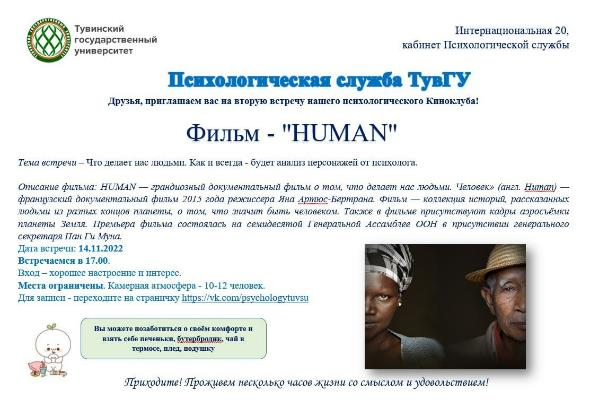 Тувинский
государственный
университет
Интернациональная 20,
кабинет Психологической службы
Психологическая служба ТувГУ
Друзья, приглашаем вас на вторую встречу нашего психологического Киноклуба!
Фильм - "HUMAN"
Тема встречи – Что делает нас людьми. Как и всегда - будет анализ персонажей от психолога.
Описание фильма: HUMAN — грандиозный документальный фильм о том, что делает нас людьми. Человек» (англ. Human) —
французский документальный фильм 2015 года режиссера Яна Артюс-Бертрана. Фильм — коллекция историй, рассказанных
людьми из разных концов планеты, о том, что значит быть человеком. Также в фильме присутствуют кадры аэросъёмки
планеты Земля. Премьера фильма состоялась на семидесятой Генеральной Ассамблее ООН в присутствии генерального
секретаря Пан Ги Муна.
Дата встречи: 14.11.2022
Встречаемся в 17.00.
Вход – хорошее настроение и интерес.
Места ограничены. Камерная атмосфера - 10-12 человек.
Для записи - переходите на страничку https://vk.com/psychologytuvsu
Вы можете позаботиться о своём комфорте и
взять себе печеньки, бутербродик, чай в
термосе, плед, подушку
Приходите! Проживем несколько часов жизни со смыслом и удовольствием!